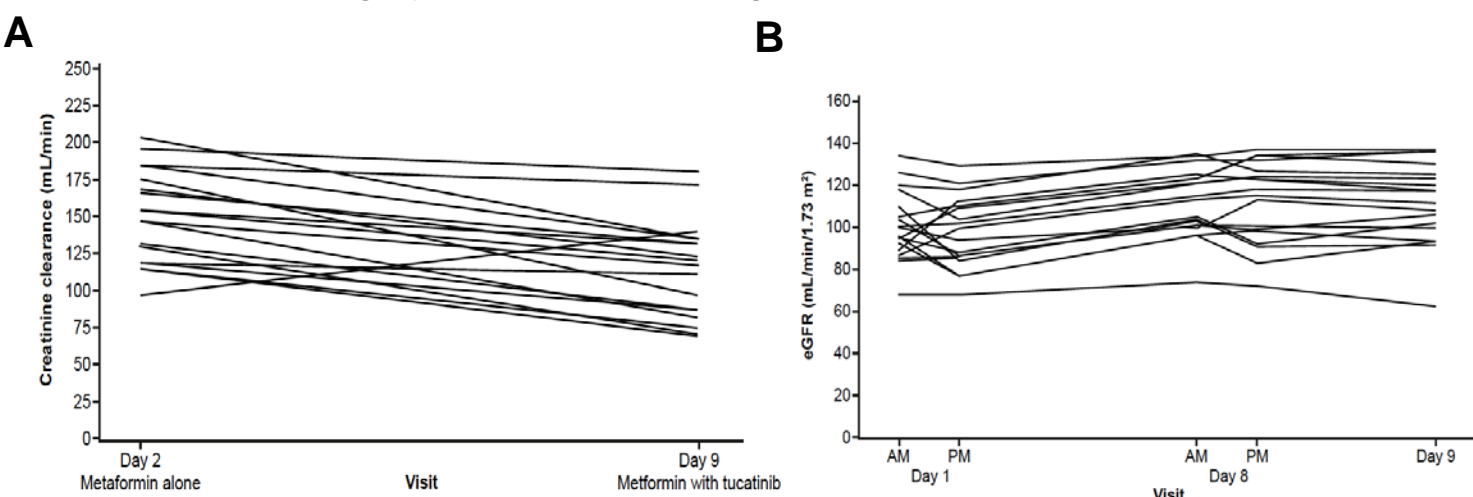 A
Creatinine clearance (mL/min)
250
225
200
175
150
125
100
75
50
25
0
Day 2
Metaformin alone
Visit
Day 9
Metformin with tucatinib
B
eGFR (mL/min/1.73 m²)
160
140
120
100
80
60
40
20
0
AM
PM
AM
PM
Day 9
Day 1
Day 8
Visit